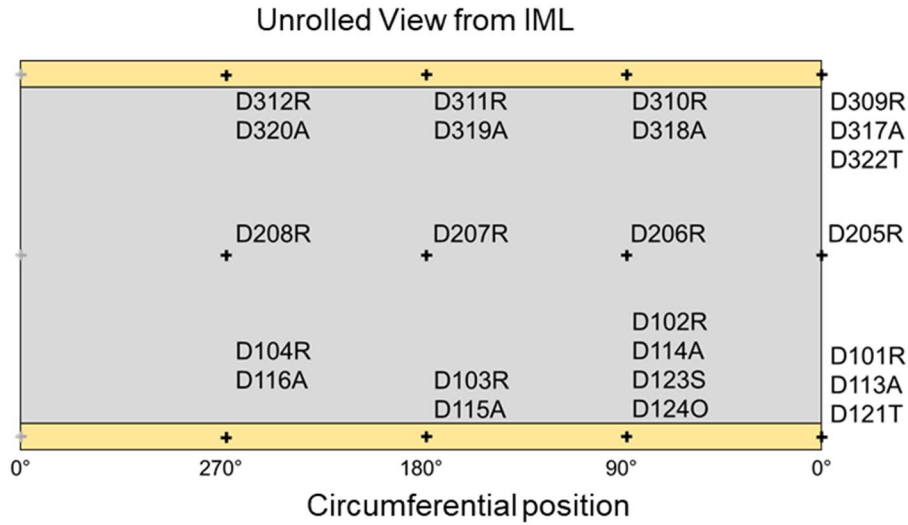 Unrolled View from IML
D312R
D320A
D311R
D319A
D310R
D318A
D309R
D317A
D322T
D208R
D207R
D206R
D205R
D104R
D116A
D103R
D115A
D102R
D114A
D123S
D124O
D101R
D113A
D121T
0° 270° 180° 90° 0°
Circumferential position